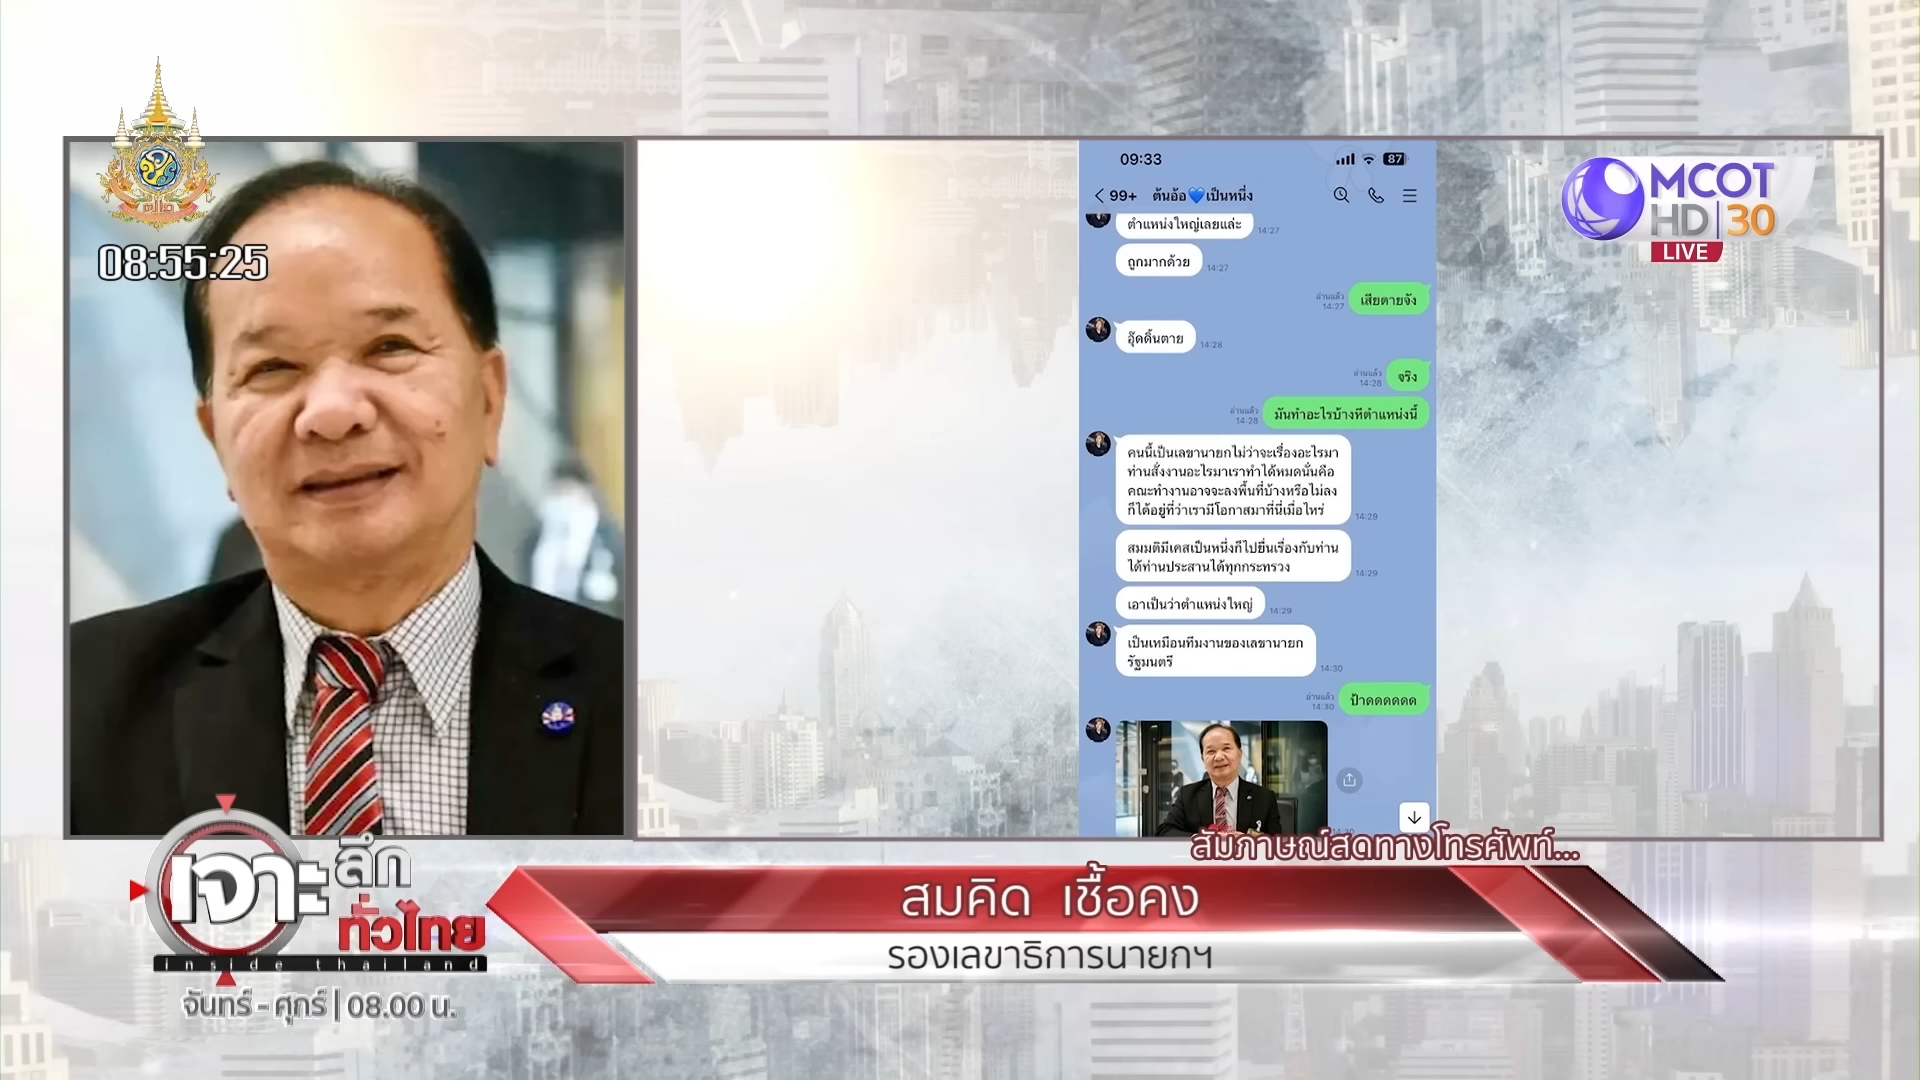 08:55:25
MCOT
HD 30
LIVE
09:33
87
99+ ต้นอ้อ💙เป็นหนึ่ง
ตำแหน่งใหญ่เลยแล่ะ
14:27
ถูกมากด้วย
14:27
เสียตายจัง
อ่านแล้ว
14:27
อุ๊ดดิ้นตาย
14:28
จริง
อ่านแล้ว
14:28
มันทำอะไรบ้างทีตำแหน่งนี้
อ่านแล้ว
14:28
คนนี้เป็นเลขานายกไม่ว่าจะเรื่องอะไรมา
ท่านสั่งงานอะไรมาเราทำได้หมดนั่นคือ
คณะทำงานอาจจะลงพื้นที่บ้างหรือไม่ลง
ก็ได้อยู่ที่ว่าเรามีโอกาสมาที่นี่เมื่อไหร่
14:29
สมมติมีเคสเป็นหนึ่งก็ไปยื่นเรื่องกับท่าน
ได้ท่านประสานได้ทุกกระทรวง
14:29
เอาเป็นว่าตำแหน่งใหญ่
14:29
เป็นเหมือนทีมงานของเลขานายก
รัฐมนตรี
14:30
ป้าดดดดดด
อ่านแล้ว
14:30
14:30
สัมภาษณ์สดทางโทรศัพท์...
สมคิด เชื้อคง
รองเลขาธิการนายกฯ
เจาะลึก
ทั่วไทย
inside thailand
จันทร์ - ศุกร์ | 08.00 น.